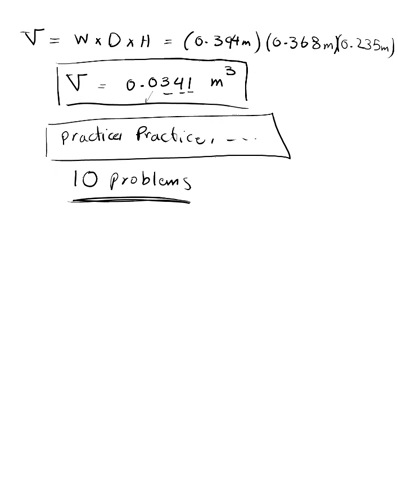 V = W x D x H = (0.394m) (0.368m)(0.235m)
V = 0.0341 m³
practice, Practice, ---
10 problems